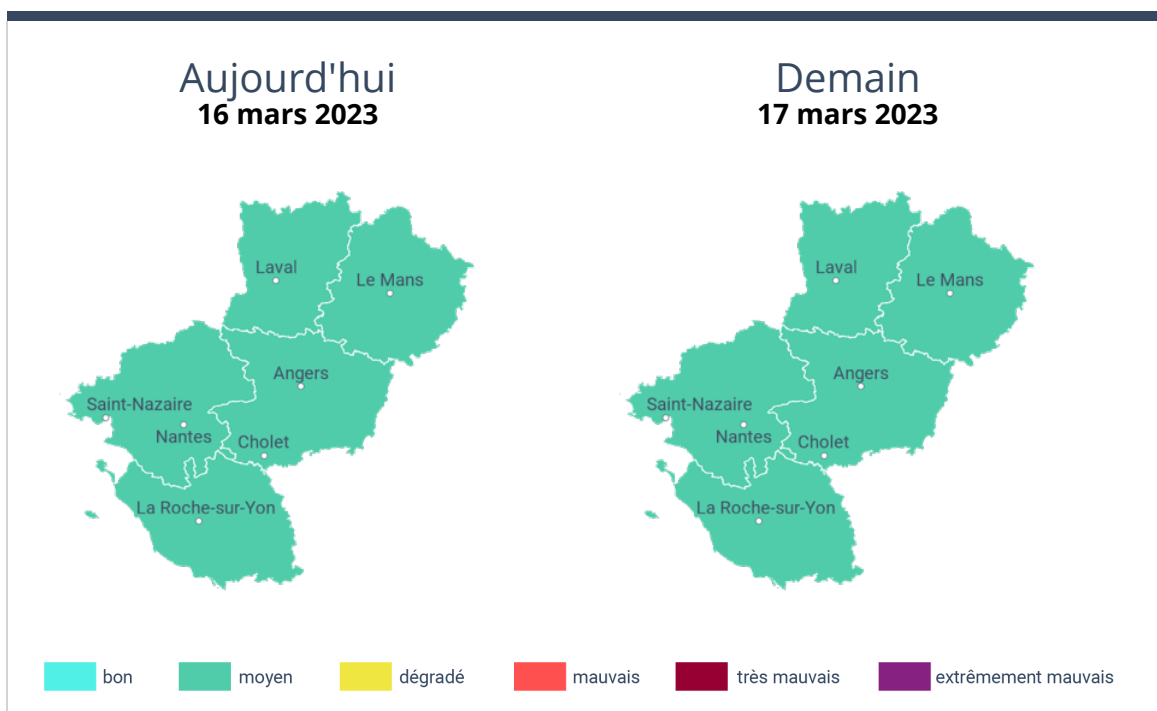 Aujourd'hui
16 mars 2023
Laval
Le Mans
Angers
Saint-Nazaire
Nantes
Cholet
La Roche-sur-Yon
Demain
17 mars 2023
Laval
Le Mans
Angers
Saint-Nazaire
Nantes
Cholet
La Roche-sur-Yon
bon
moyen
dégradé
mauvais
très mauvais
extrêmement mauvais